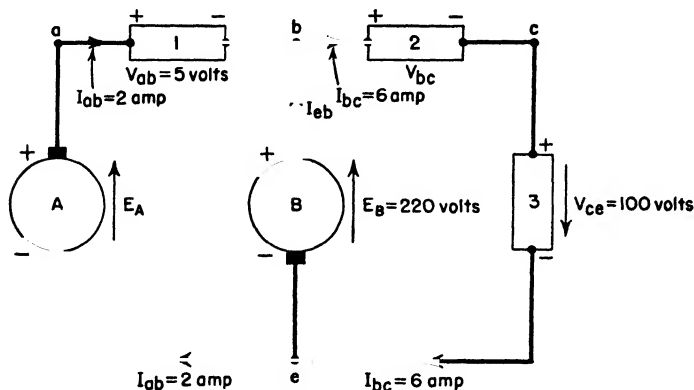 a
b
c
+ 1 −
+ 2 −
V_ab = 5 volts
V_bc
I_ab = 2 amp
I_bc = 6 amp
I_eb
+ A −
E_A
+ B −
E_B = 220 volts
+ 3 −
V_ce = 100 volts
I_ab = 2 amp
e
I_bc = 6 amp